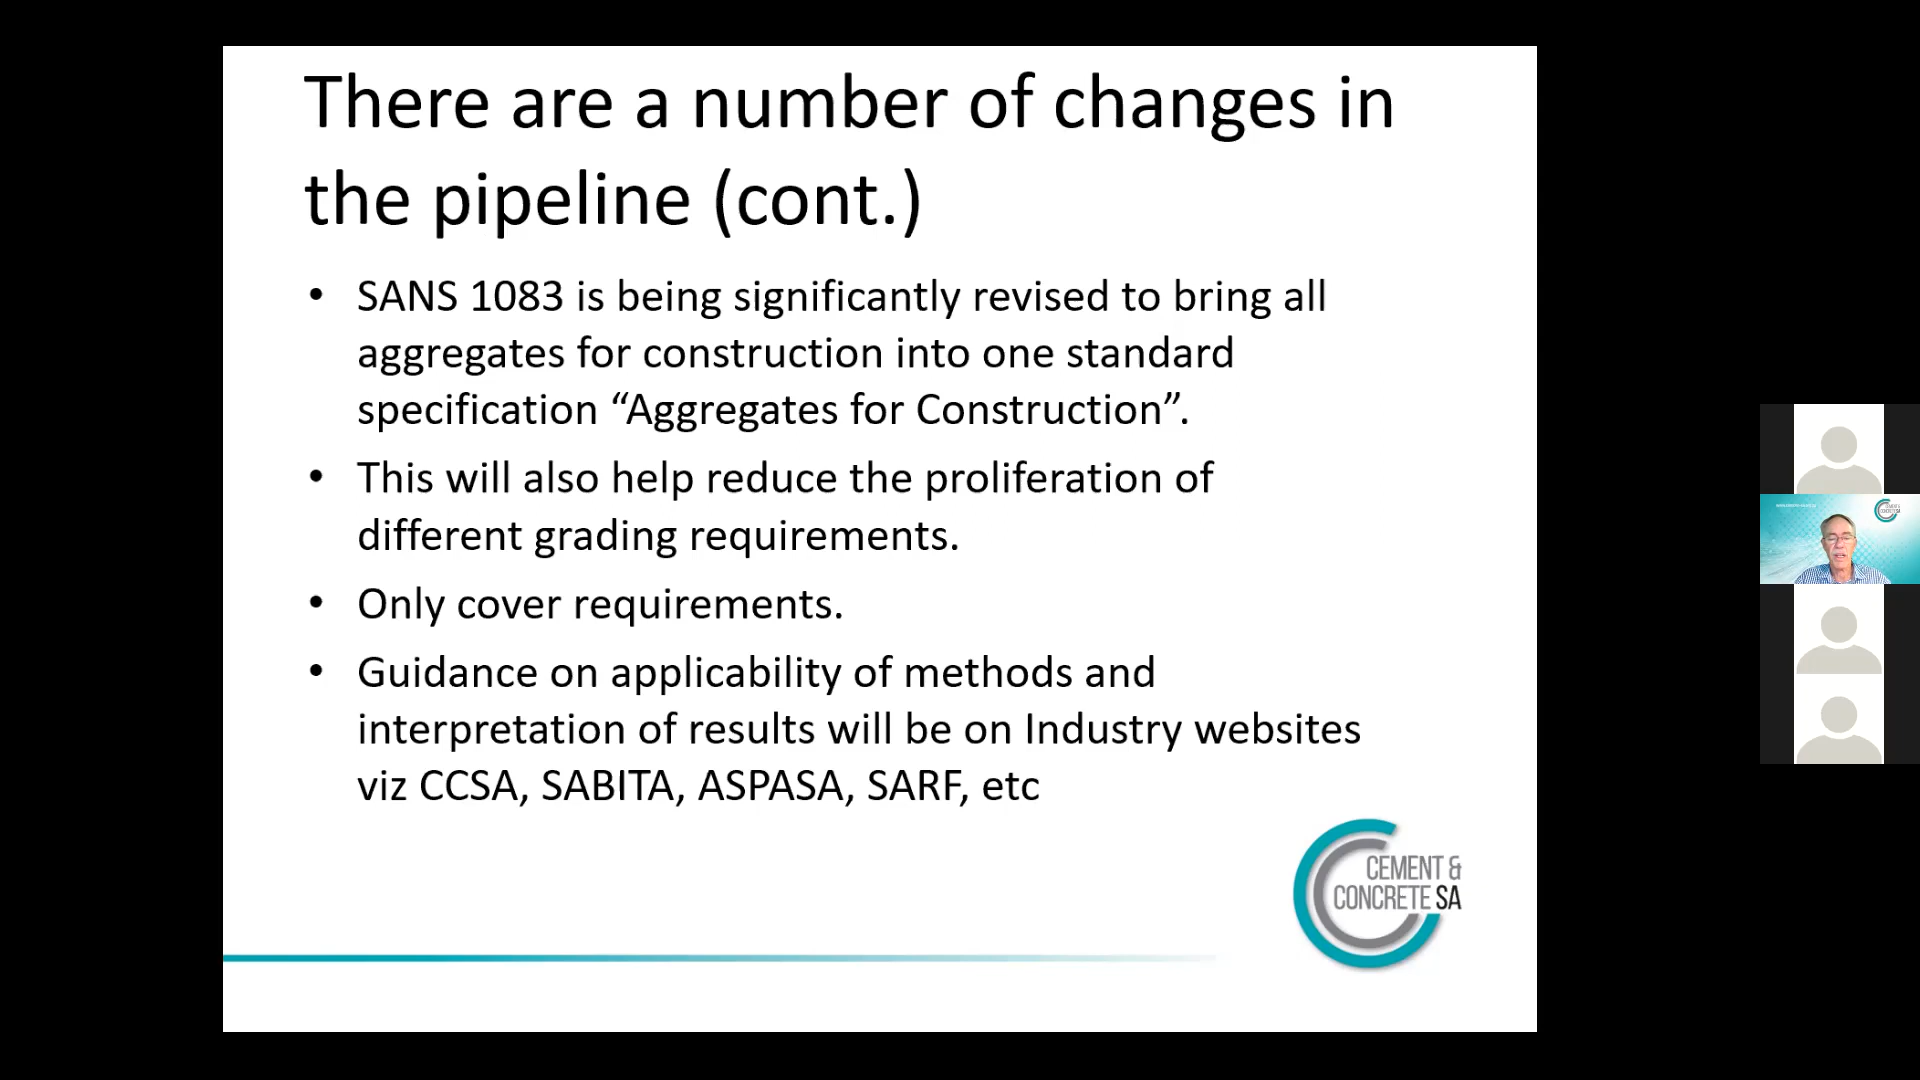 There are a number of changes in
the pipeline (cont.)
• SANS 1083 is being significantly revised to bring all
aggregates for construction into one standard
specification “Aggregates for Construction”.
• This will also help reduce the proliferation of
different grading requirements.
• Only cover requirements.
• Guidance on applicability of methods and
interpretation of results will be on Industry websites
viz CCSA, SABITA, ASPASA, SARF, etc
CEMENT &
CONCRETE SA